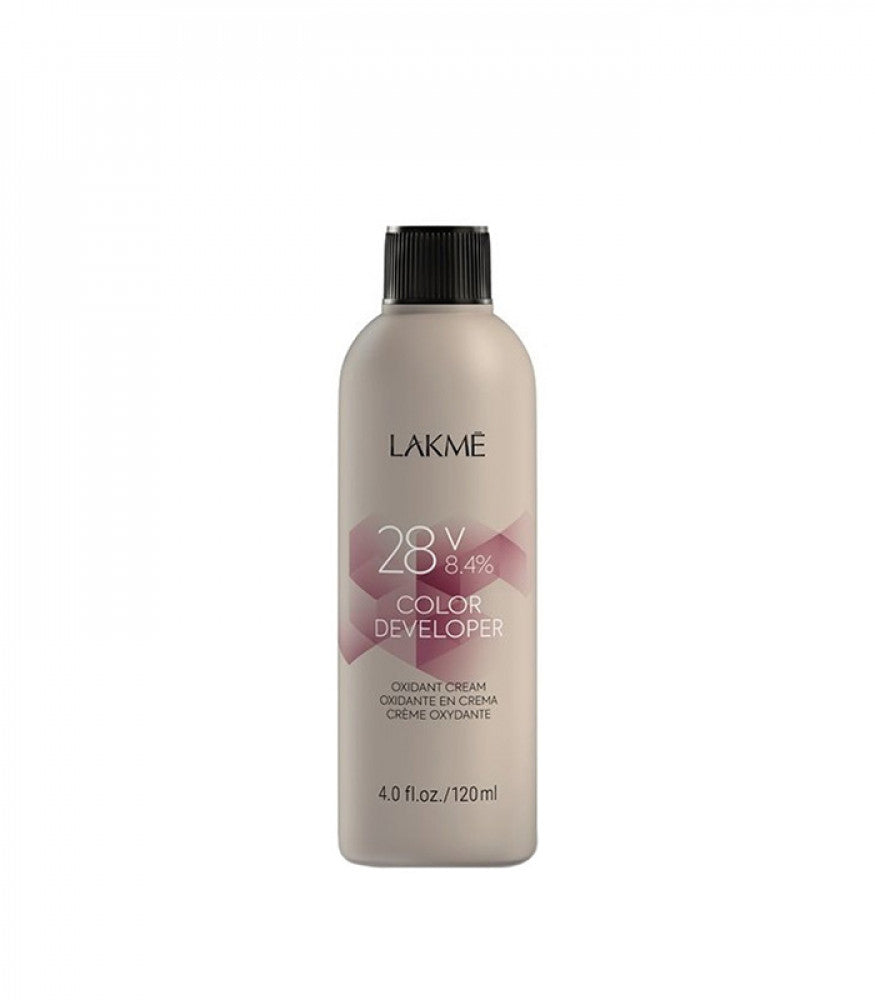 LAKMĒ
28 V
8.4%
COLOR
DEVELOPER
OXIDANT CREAM
OXIDANTE EN CREMA
CRÈME OXYDANTE
4.0 fl.oz./120ml